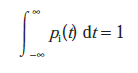 ∫_{-∞}^{∞} p_i(t) dt = 1